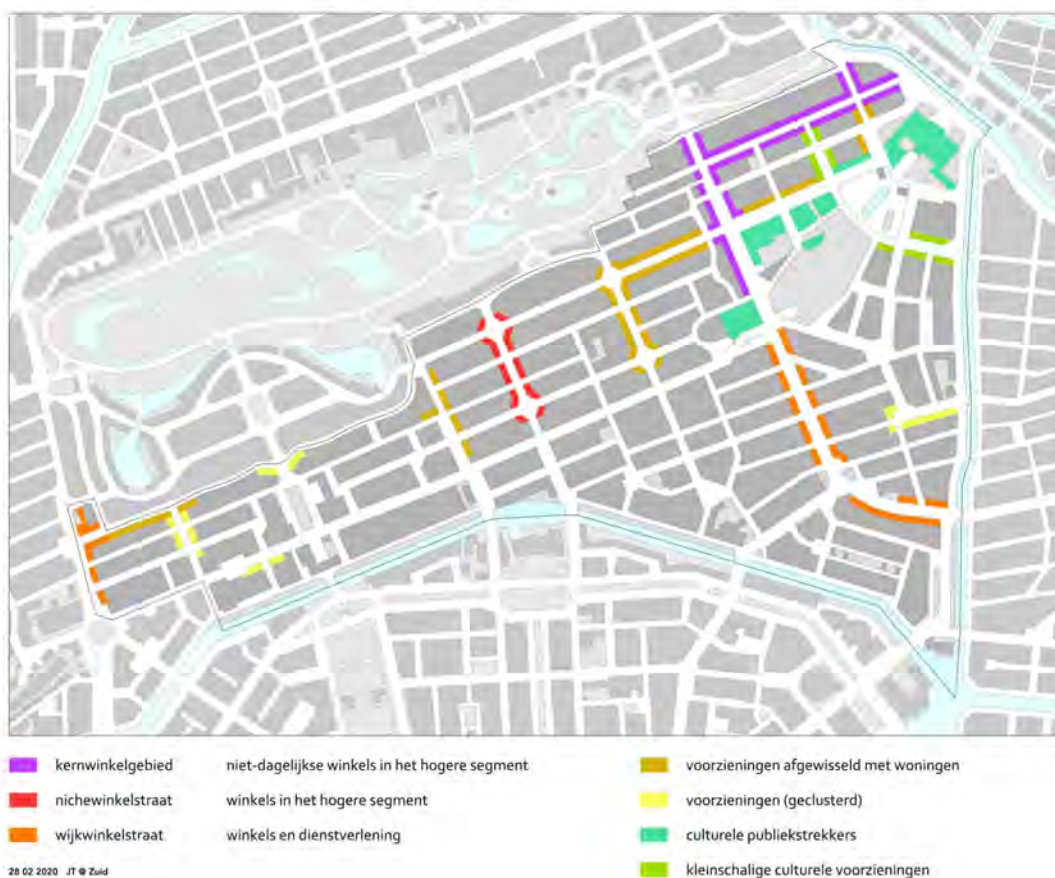 kernwinkelgebied niet-dagelijkse winkels in het hogere segment
nichewinkelstraat winkels in het hogere segment
wijkwinkelstraat winkels en dienstverlening
voorzieningen afgewisseld met woningen
voorzieningen (geclusterd)
culturele publiekstrekkers
kleinschalige culturele voorzieningen
28 02 2020 JT @ Zuid